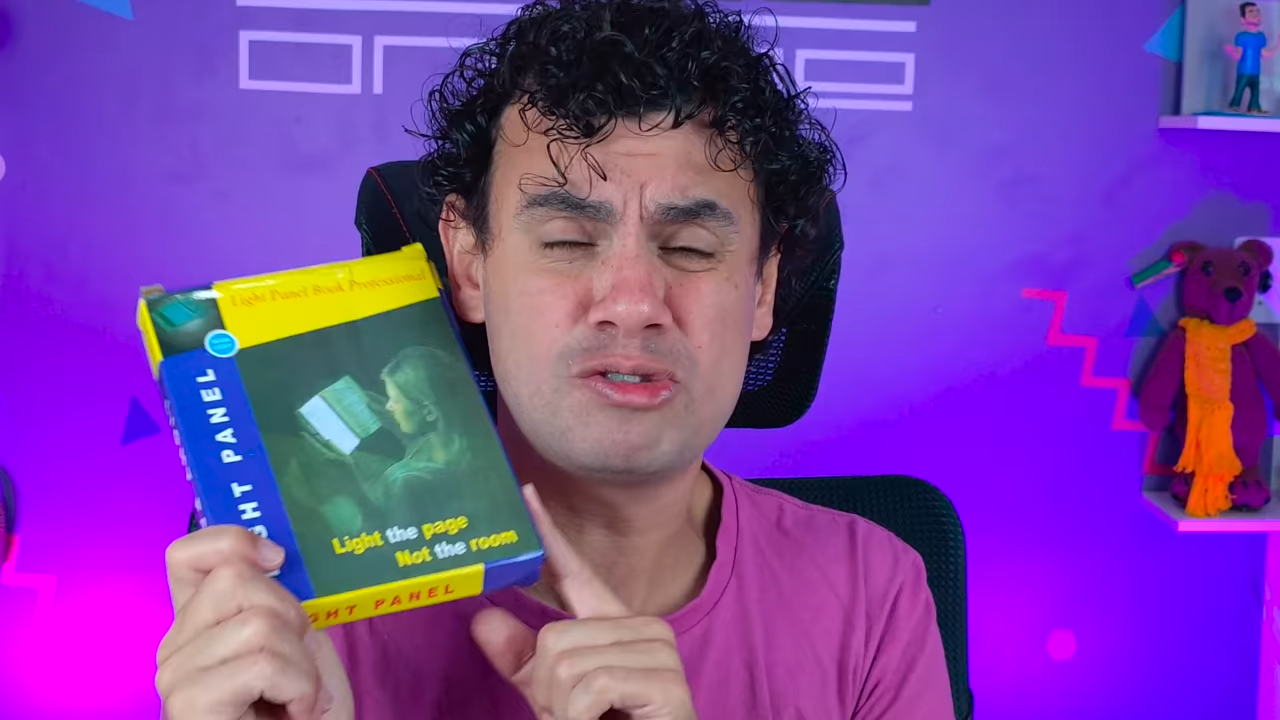 Light Panel Book Professional
GHT PANEL
Light the page
Not the room
GHT PANEL